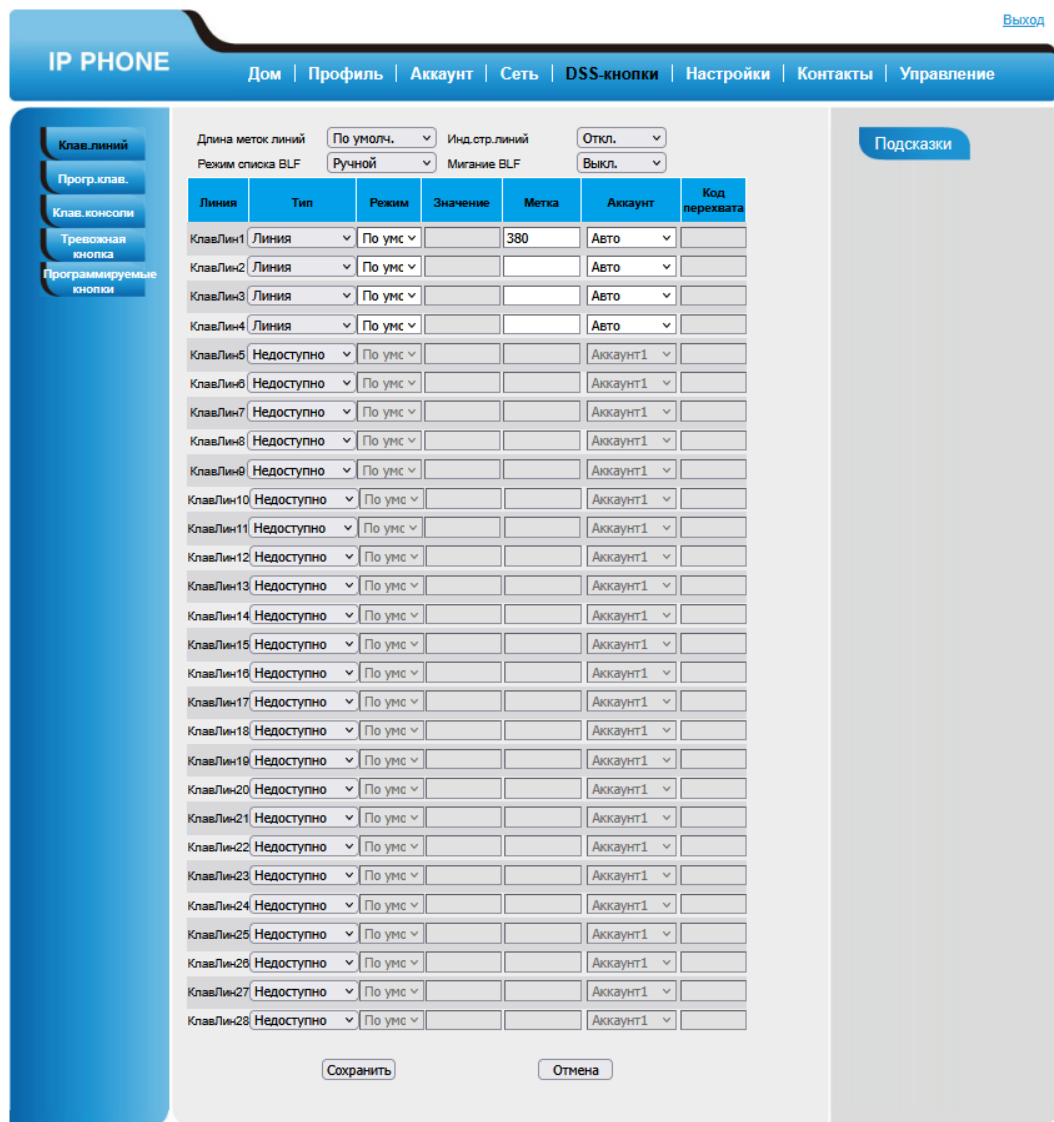 Выход
IP PHONE
Дом | Профиль | Аккаунт | Сеть | DSS-кнопки | Настройки | Контакты | Управление
Клав.линий
Прогр.клав.
Клав.консоли
Тревожная
кнопка
Программируемые
кнопки
Длина меток линий По умолч. Инд.стр.линий Откл.
Режим списка BLF Ручной Мигание BLF Выкл.
Подсказки
Линия Тип Режим Значение Метка Аккаунт Код перехвата
КлавЛин1 Линия По умс 380 Авто
КлавЛин2 Линия По умс Авто
КлавЛин3 Линия По умс Авто
КлавЛин4 Линия По умс Авто
КлавЛин5 Недоступно По умс Аккаунт1
КлавЛин6 Недоступно По умс Аккаунт1
КлавЛин7 Недоступно По умс Аккаунт1
КлавЛин8 Недоступно По умс Аккаунт1
КлавЛин9 Недоступно По умс Аккаунт1
КлавЛин10 Недоступно По умс Аккаунт1
КлавЛин11 Недоступно По умс Аккаунт1
КлавЛин12 Недоступно По умс Аккаунт1
КлавЛин13 Недоступно По умс Аккаунт1
КлавЛин14 Недоступно По умс Аккаунт1
КлавЛин15 Недоступно По умс Аккаунт1
КлавЛин16 Недоступно По умс Аккаунт1
КлавЛин17 Недоступно По умс Аккаунт1
КлавЛин18 Недоступно По умс Аккаунт1
КлавЛин19 Недоступно По умс Аккаунт1
КлавЛин20 Недоступно По умс Аккаунт1
КлавЛин21 Недоступно По умс Аккаунт1
КлавЛин22 Недоступно По умс Аккаунт1
КлавЛин23 Недоступно По умс Аккаунт1
КлавЛин24 Недоступно По умс Аккаунт1
КлавЛин25 Недоступно По умс Аккаунт1
КлавЛин26 Недоступно По умс Аккаунт1
КлавЛин27 Недоступно По умс Аккаунт1
КлавЛин28 Недоступно По умс Аккаунт1
Сохранить Отмена